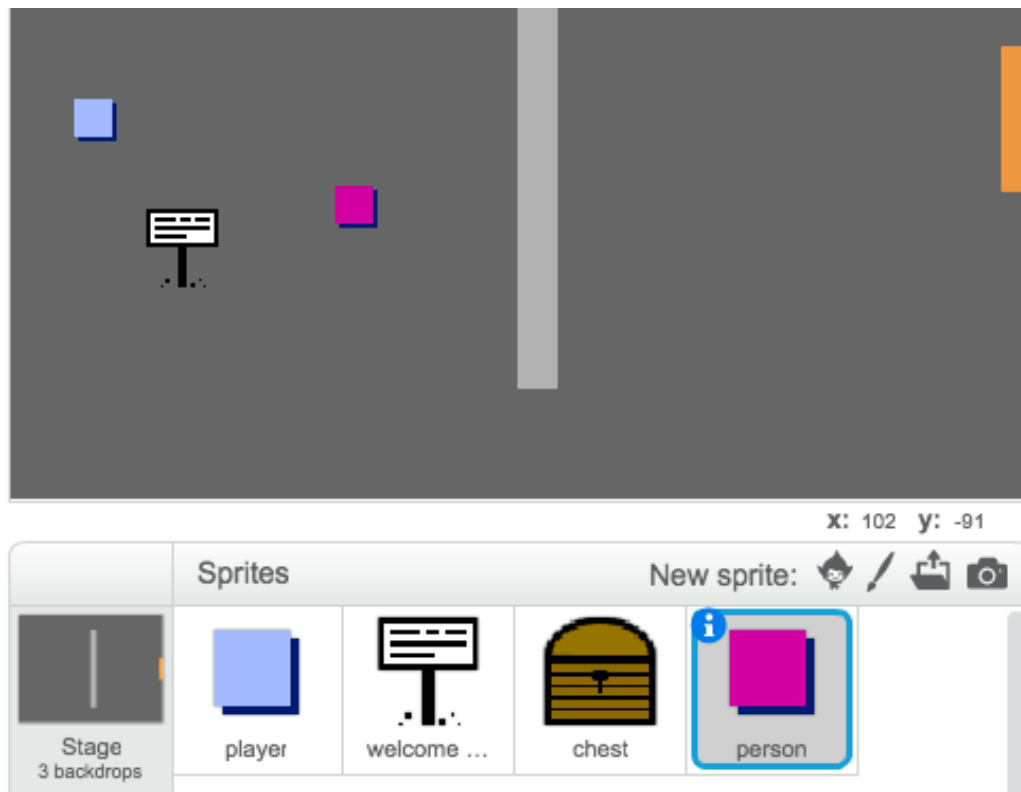 x: 102 y: -91
Sprites
New sprite:
Stage
3 backdrops
player
welcome ...
chest
person